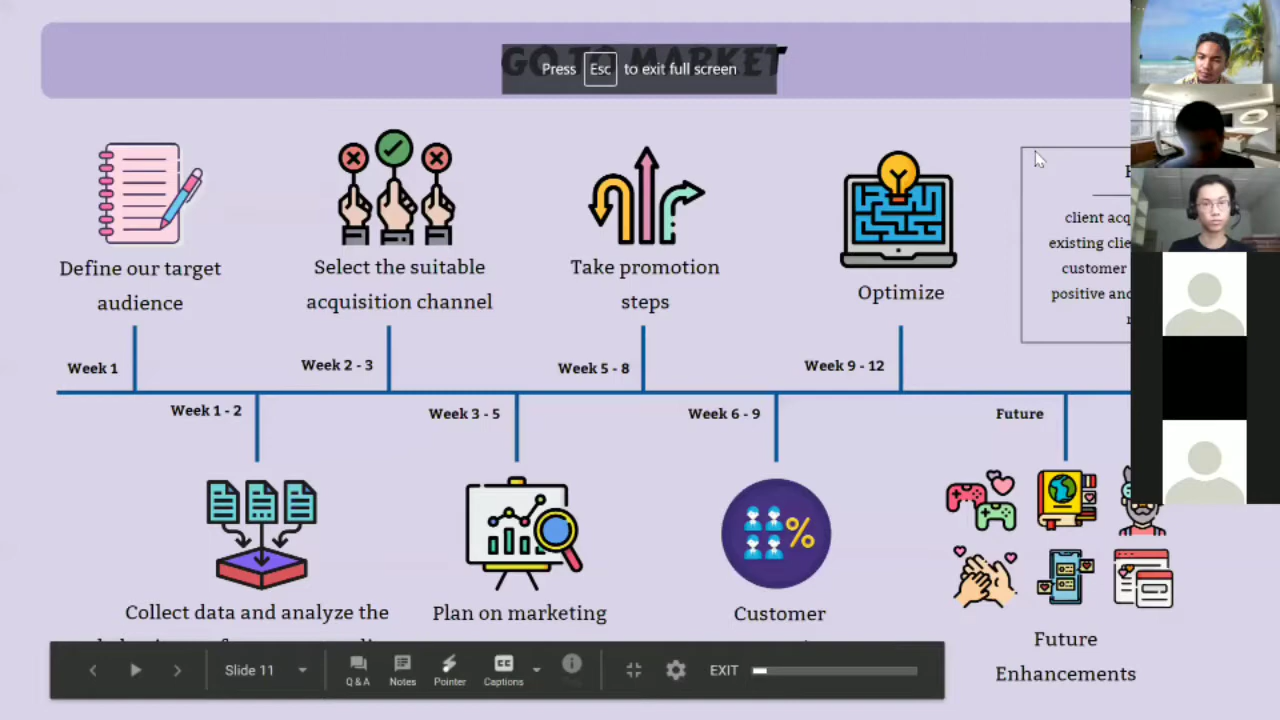 GO TO MARKET
Press Esc to exit full screen
Define our target
audience
Select the suitable
acquisition channel
Take promotion
steps
Optimize
client acq
existing clie
customer
positive and
Week 1
Week 2 - 3
Week 5 - 8
Week 9 - 12
Week 1 - 2
Week 3 - 5
Week 6 - 9
Future
Collect data and analyze the
Plan on marketing
Customer
Future
Enhancements
Slide 11
Q & A
Notes
Pointer
Captions
EXIT